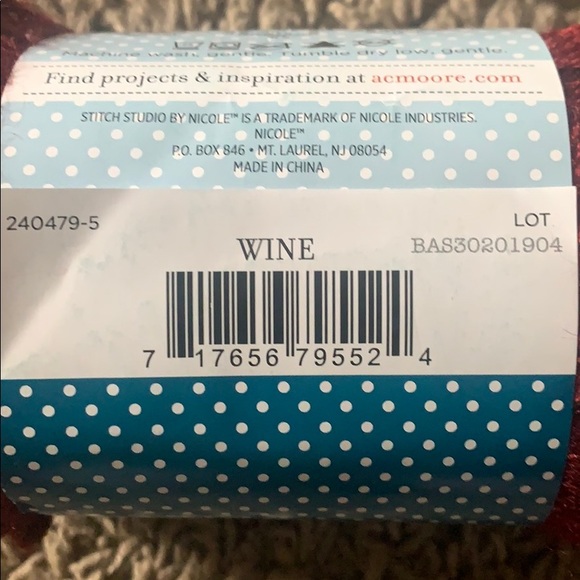 Machine wash, gentle. Tumble dry low, gentle.
Find projects & inspiration at acmoore.com
STITCH STUDIO BY NICOLE™ IS A TRADEMARK OF NICOLE INDUSTRIES.
NICOLE™
P.O. BOX 846 • MT. LAUREL, NJ 08054
MADE IN CHINA
240479-5
LOT
WINE
BAS30201904
7 17656 79552 4